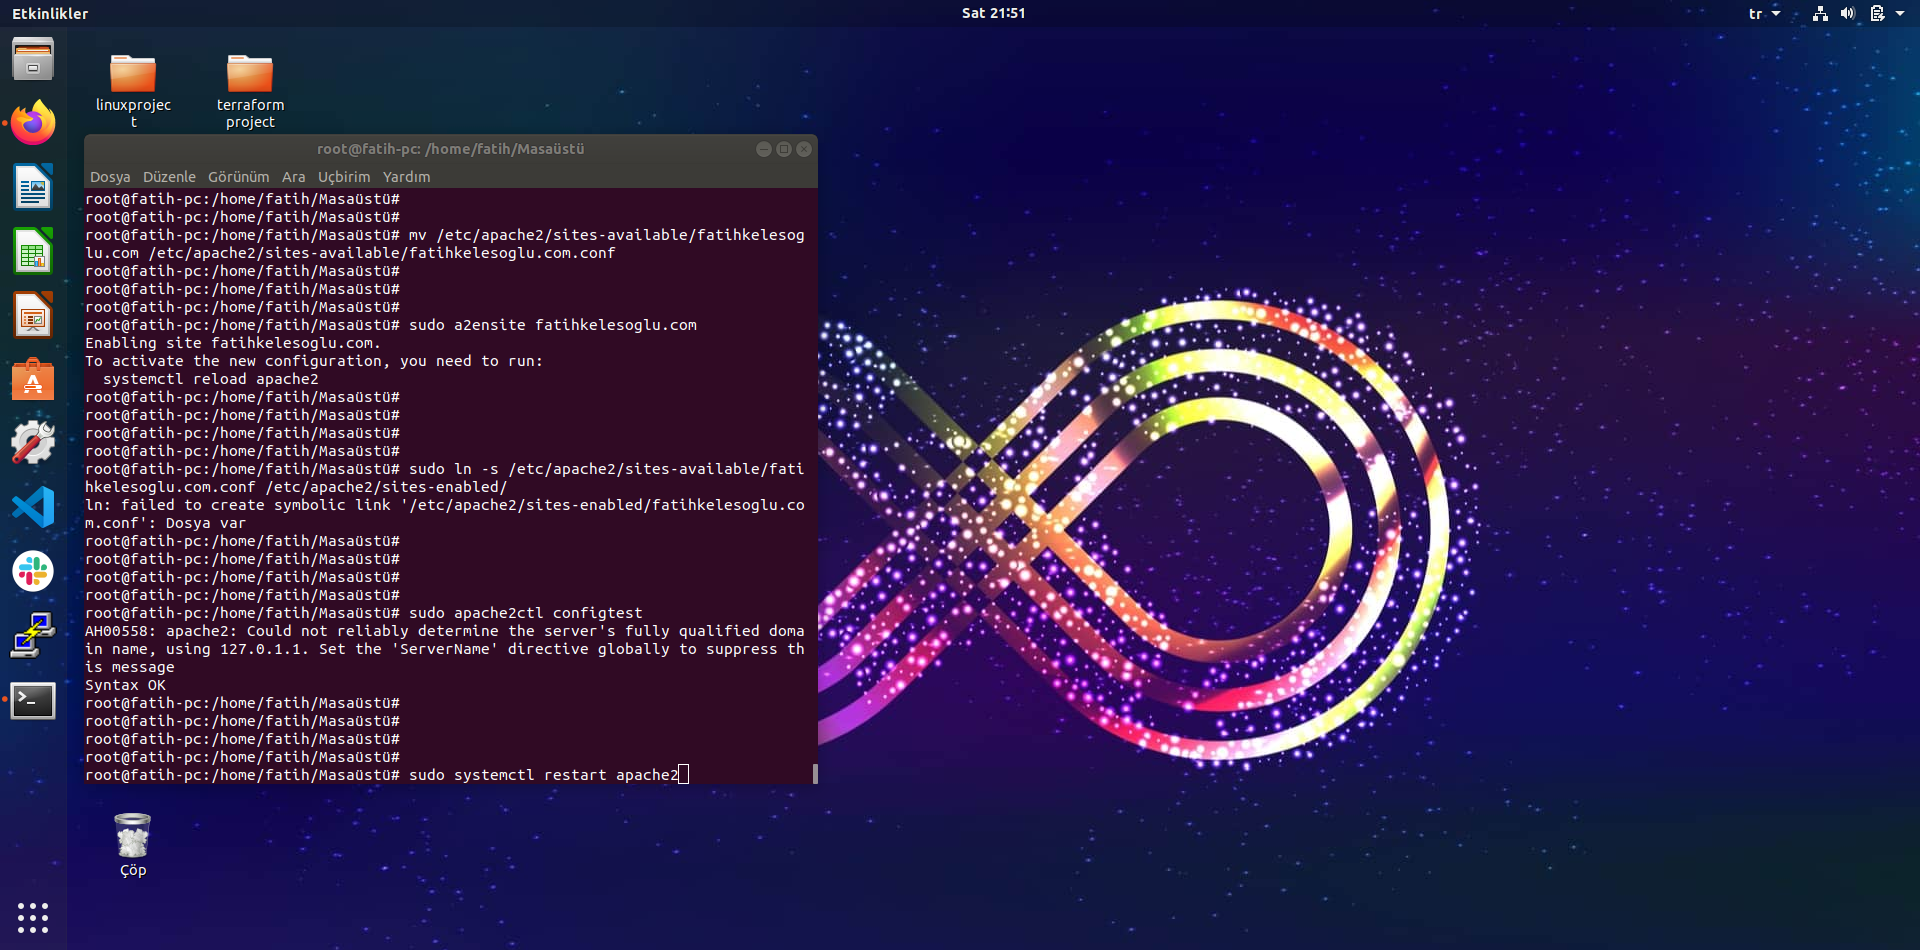 Etkinlikler
Sat 21:51
tr
linuxprojec
t
terraform
project
root@fatih-pc: /home/fatih/Masaüstü
Dosya Düzenle Görünüm Ara Uçbirim Yardım
root@fatih-pc:/home/fatih/Masaüstü#
root@fatih-pc:/home/fatih/Masaüstü#
root@fatih-pc:/home/fatih/Masaüstü# mv /etc/apache2/sites-available/fatihkelesog
lu.com /etc/apache2/sites-available/fatihkelesoglu.com.conf
root@fatih-pc:/home/fatih/Masaüstü#
root@fatih-pc:/home/fatih/Masaüstü#
root@fatih-pc:/home/fatih/Masaüstü#
root@fatih-pc:/home/fatih/Masaüstü# sudo a2ensite fatihkelesoglu.com
Enabling site fatihkelesoglu.com.
To activate the new configuration, you need to run:
  systemctl reload apache2
root@fatih-pc:/home/fatih/Masaüstü#
root@fatih-pc:/home/fatih/Masaüstü#
root@fatih-pc:/home/fatih/Masaüstü#
root@fatih-pc:/home/fatih/Masaüstü#
root@fatih-pc:/home/fatih/Masaüstü# sudo ln -s /etc/apache2/sites-available/fati
hkelesoglu.com.conf /etc/apache2/sites-enabled/
ln: failed to create symbolic link '/etc/apache2/sites-enabled/fatihkelesoglu.co
m.conf': Dosya var
root@fatih-pc:/home/fatih/Masaüstü#
root@fatih-pc:/home/fatih/Masaüstü#
root@fatih-pc:/home/fatih/Masaüstü#
root@fatih-pc:/home/fatih/Masaüstü#
root@fatih-pc:/home/fatih/Masaüstü# sudo apache2ctl configtest
AH00558: apache2: Could not reliably determine the server's fully qualified doma
in name, using 127.0.1.1. Set the 'ServerName' directive globally to suppress th
is message
Syntax OK
root@fatih-pc:/home/fatih/Masaüstü#
root@fatih-pc:/home/fatih/Masaüstü#
root@fatih-pc:/home/fatih/Masaüstü#
root@fatih-pc:/home/fatih/Masaüstü#
root@fatih-pc:/home/fatih/Masaüstü# sudo systemctl restart apache2
Çöp